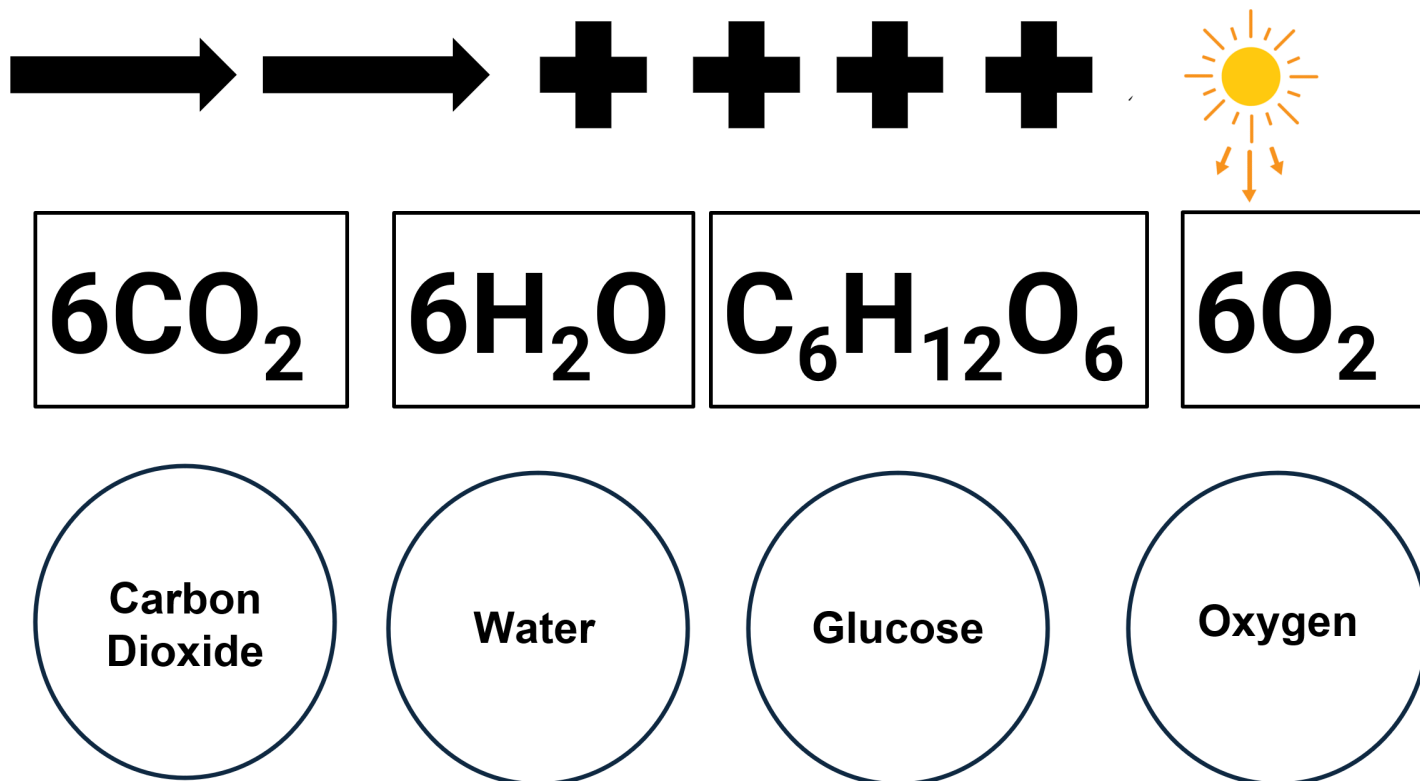 6CO₂
6H₂O
C₆H₁₂O₆
6O₂
Carbon
Dioxide
Water
Glucose
Oxygen